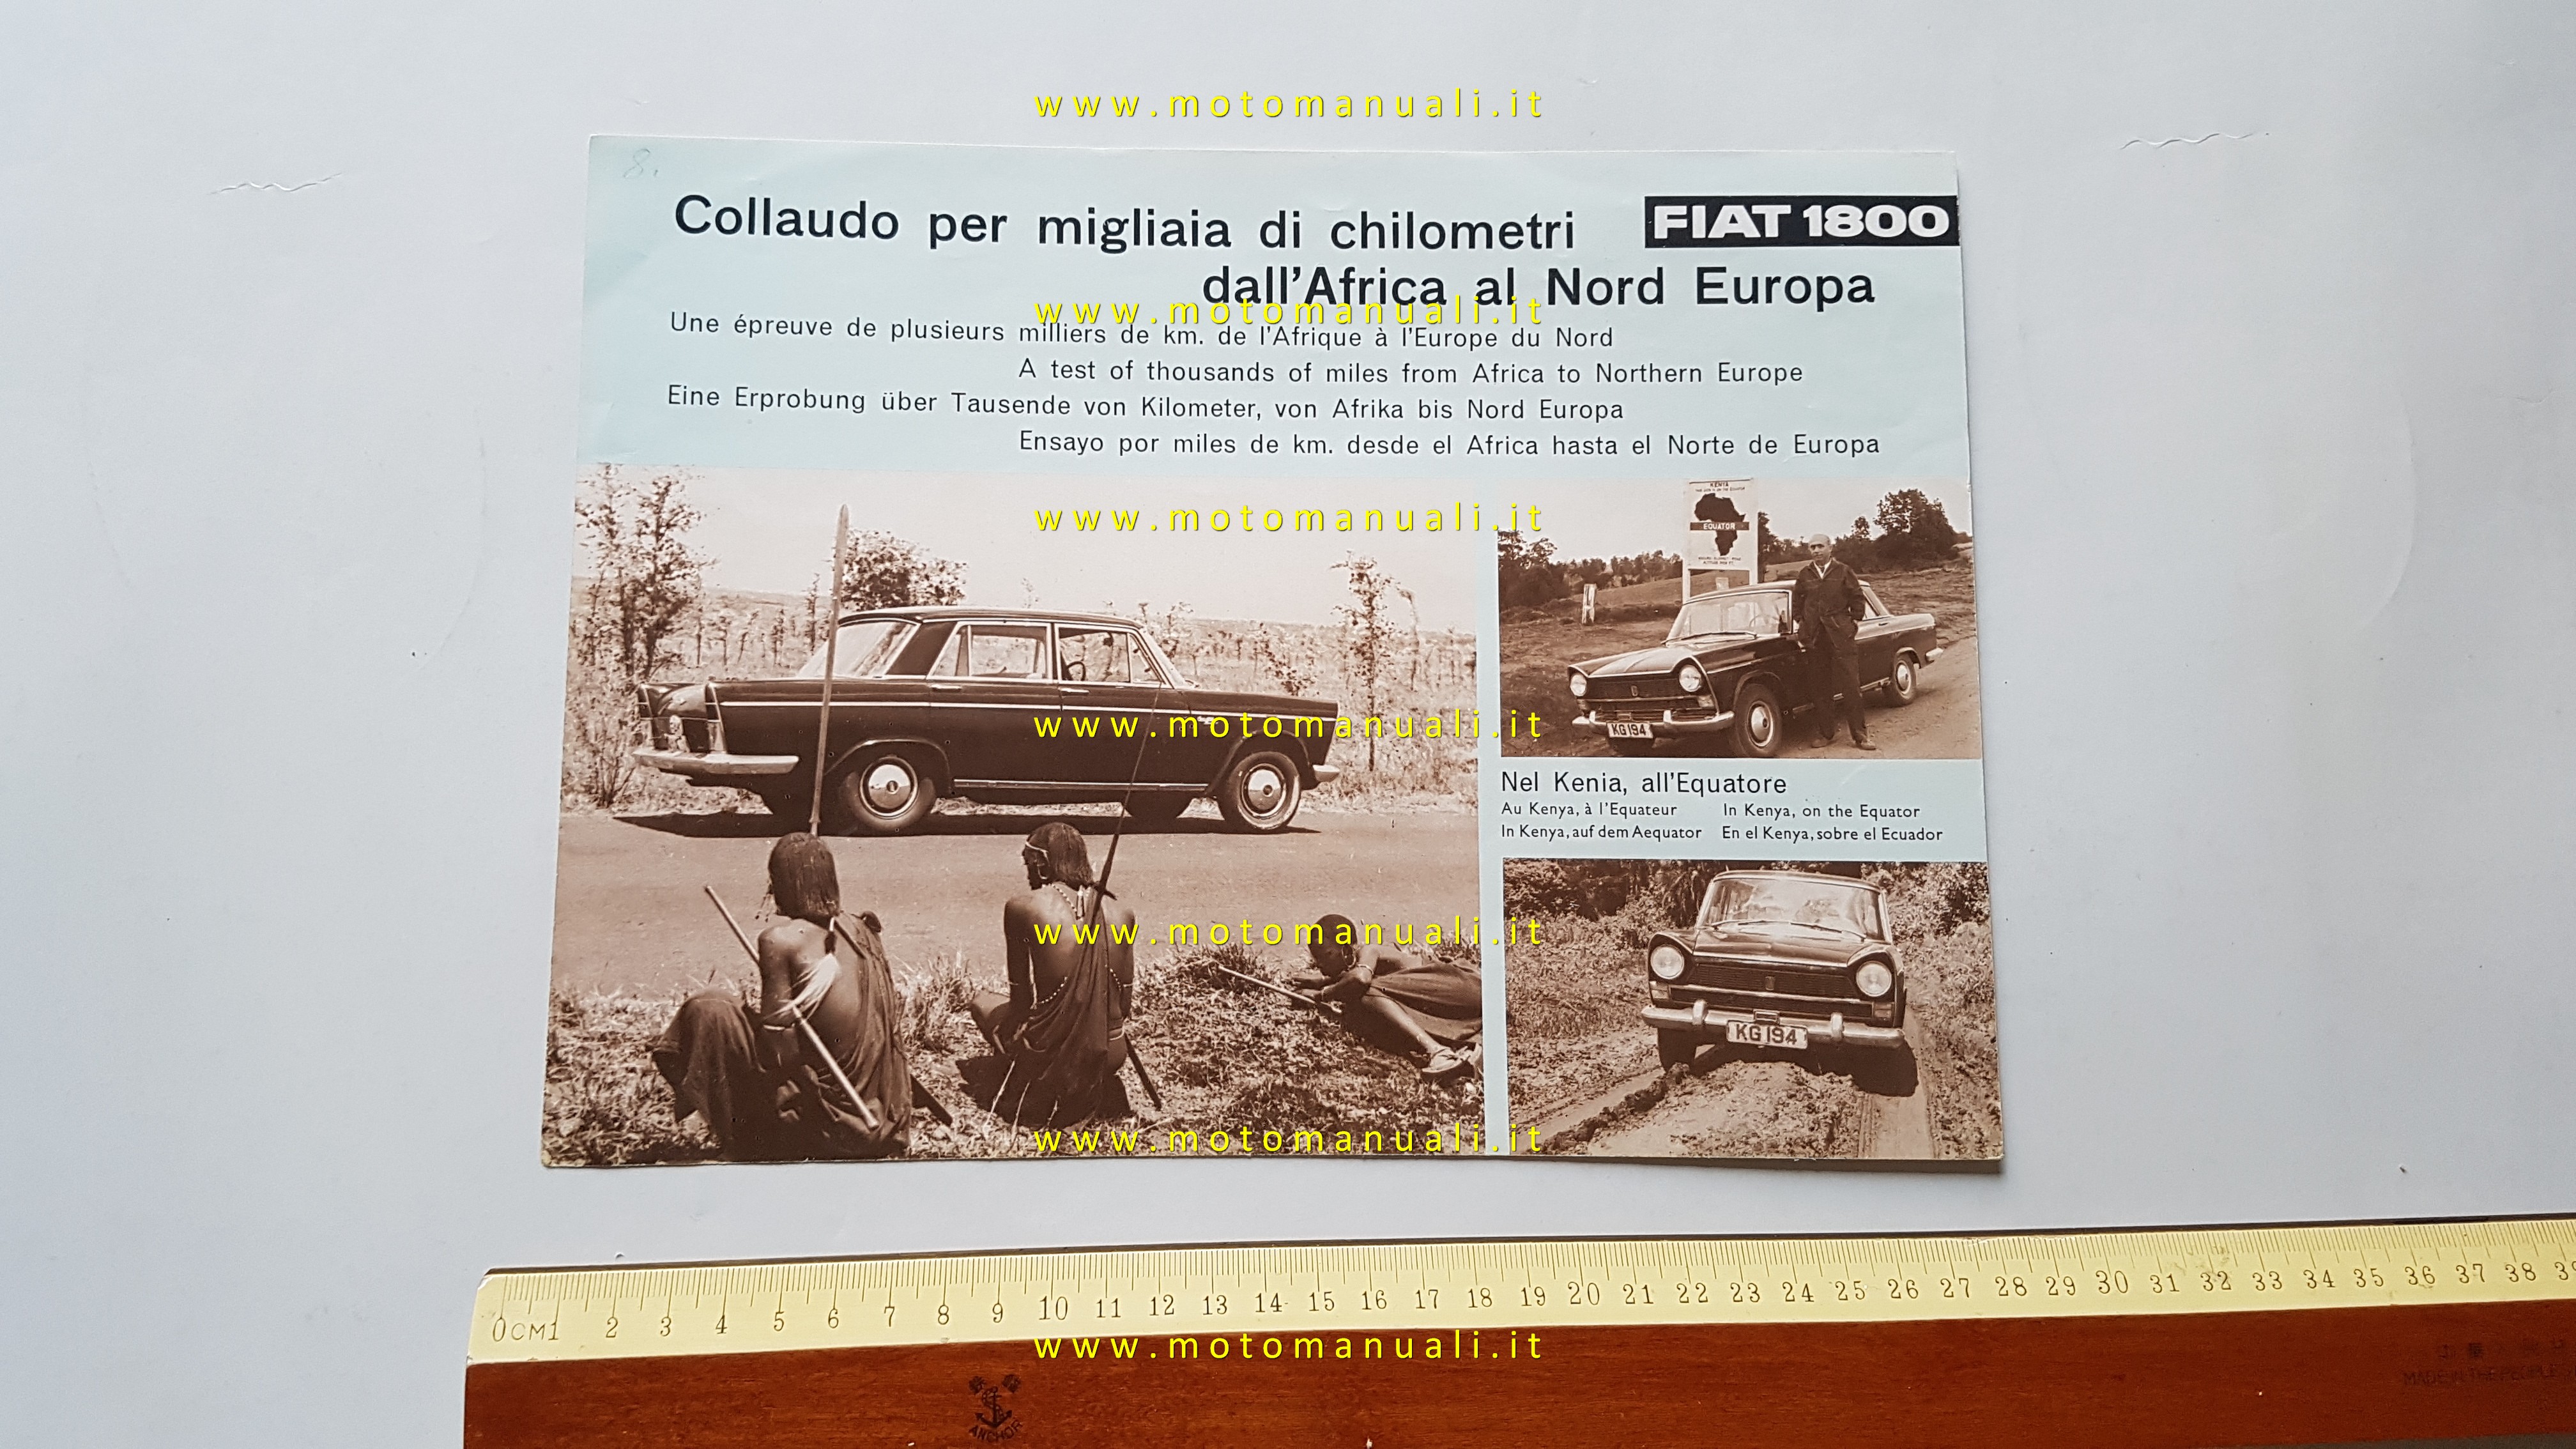 www.motomanuali.it
8.
Collaudo per migliaia di chilometri
FIAT 1800
dall'Africa al Nord Europa
www.motomanuali.it
Une épreuve de plusieurs milliers de km. de l'Afrique à l'Europe du Nord
A test of thousands of miles from Africa to Northern Europe
Eine Erprobung über Tausende von Kilometer, von Afrika bis Nord Europa
Ensayo por miles de km. desde el Africa hasta el Norte de Europa
www.motomanuali.it
KENIA
EQUATOR
KG 194
www.motomanuali.it
Nel Kenia, all'Equatore
Au Kenya, à l'Equateur In Kenya, on the Equator
In Kenya, auf dem Aequator En el Kenya, sobre el Ecuador
www.motomanuali.it
KG 194
www.motomanuali.it
0CM1 2 3 4 5 6 7 8 9 10 11 12 13 14 15 16 17 18 19 20 21 22 23 24 25 26 27 28 29 30 31 32 33 34 35 36 37 38
www.motomanuali.it
ANCHOR